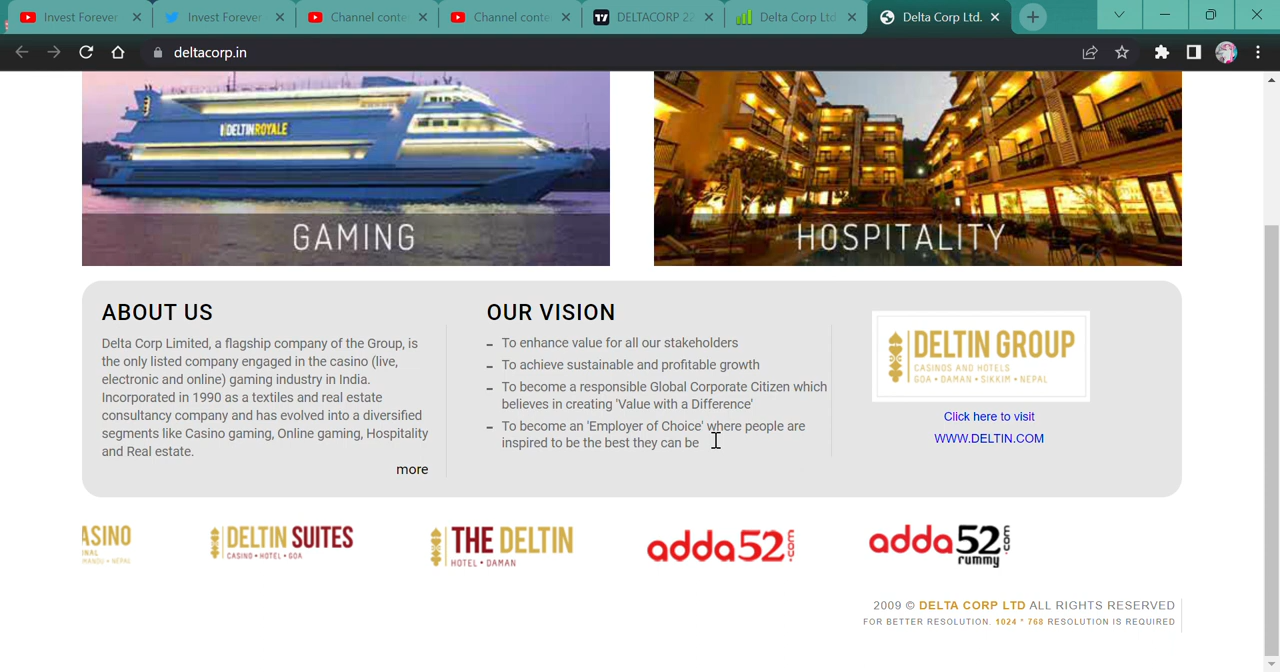 Invest Forever
Invest Forever
Channel conte
Channel conte
DELTACORP 22
Delta Corp Ltd
Delta Corp Ltd.
deltacorp.in
DELTINROYALE
GAMING
HOSPITALITY
ABOUT US
Delta Corp Limited, a flagship company of the Group, is
the only listed company engaged in the casino (live,
electronic and online) gaming industry in India.
Incorporated in 1990 as a textiles and real estate
consultancy company and has evolved into a diversified
segments like Casino gaming, Online gaming, Hospitality
and Real estate.
more
OUR VISION
- To enhance value for all our stakeholders
- To achieve sustainable and profitable growth
- To become a responsible Global Corporate Citizen which
believes in creating 'Value with a Difference'
- To become an 'Employer of Choice' where people are
inspired to be the best they can be
DELTIN GROUP
CASINOS AND HOTELS
GOA • DAMAN • SIKKIM • NEPAL
Click here to visit
WWW.DELTIN.COM
ASINO
NAL
MANDU • NEPAL
DELTIN SUITES
CASINO • HOTEL • GOA
THE DELTIN
HOTEL • DAMAN
adda52.com
adda52.com
rummy
2009 © DELTA CORP LTD ALL RIGHTS RESERVED
FOR BETTER RESOLUTION. 1024 * 768 RESOLUTION IS REQUIRED